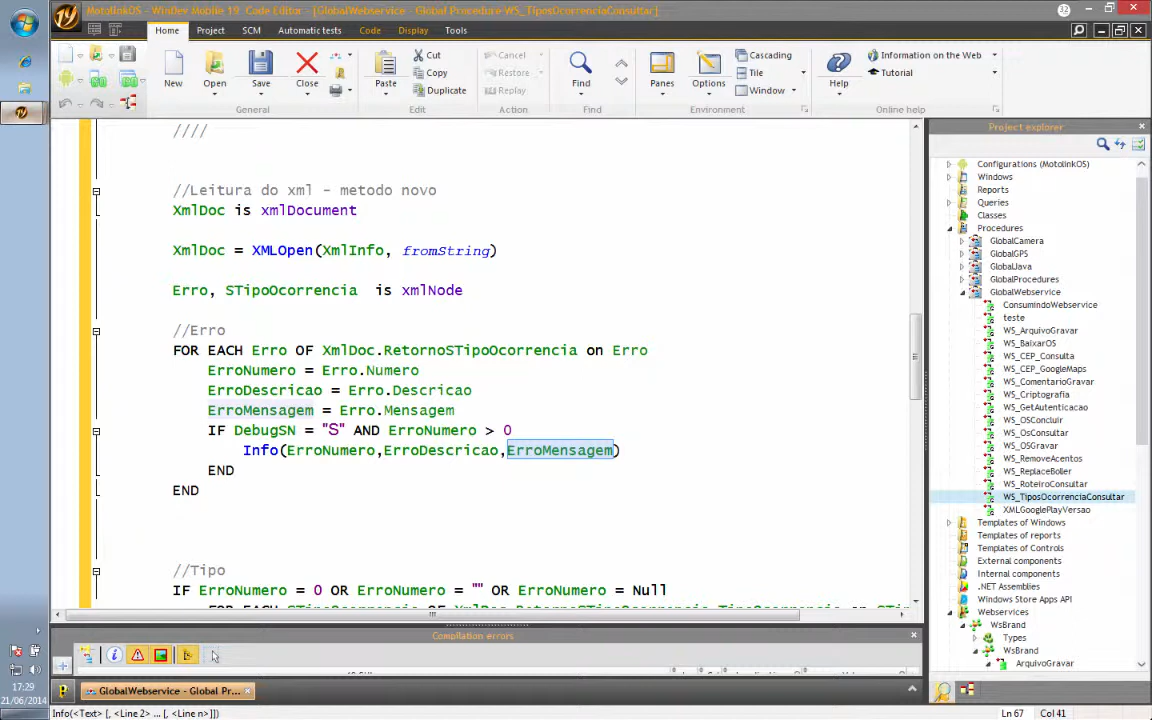 MotolinkOS - WinDev Mobile 19 Code Editor - [GlobalWebservice - Global Procedure WS_TiposOcorrenciaConsultar]
32
Home Project SCM Automatic tests Code Display Tools
New Open Save Close
General
Paste Cut Copy Duplicate
Edit
Cancel Restore Replay
Action
Find
Find
Panes Options Cascading Tile Window
Environment
Help Information on the Web Tutorial
Online help
////
//Leitura do xml - metodo novo
XmlDoc is xmlDocument
XmlDoc = XMLOpen(XmlInfo, fromString)
Erro, STipoOcorrencia is xmlNode
//Erro
FOR EACH Erro OF XmlDoc.RetornoSTipoOcorrencia on Erro
ErroNumero = Erro.Numero
ErroDescricao = Erro.Descricao
ErroMensagem = Erro.Mensagem
IF DebugSN = "S" AND ErroNumero > 0
Info(ErroNumero,ErroDescricao,ErroMensagem)
END
END
//Tipo
IF ErroNumero = 0 OR ErroNumero = "" OR ErroNumero = Null
Project explorer
Configurations (MotolinkOS)
Windows
Reports
Queries
Classes
Procedures
GlobalCamera
GlobalGPS
GlobalJava
GlobalProcedures
GlobalWebservice
ConsumindoWebservice
teste
WS_ArquivoGravar
WS_BaixarOS
WS_CEP_Consulta
WS_CEP_GoogleMaps
WS_ComentarioGravar
WS_Criptografia
WS_GetAutenticacao
WS_OSConcluir
WS_OsConsultar
WS_OSGravar
WS_RemoveAcentos
WS_ReplaceBoler
WS_RoteiroConsultar
WS_TiposOcorrenciaConsultar
XMLGooglePlayVersao
Templates of Windows
Templates of reports
Templates of Controls
External components
Internal components
.NET Assemblies
Windows Store Apps API
Webservices
WsBrand
Types
WsBrand
ArquivoGravar
Compilation errors
GlobalWebservice - Global Pr...
17:29
21/06/2014
Info(<Text> [, <Line 2> ... [, <Line n>]])
Ln 67 Col 41